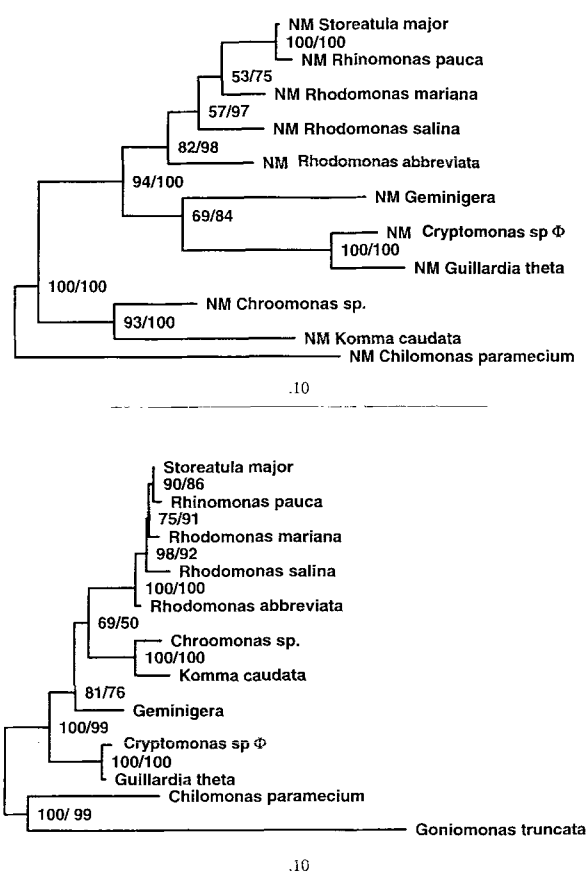 NM Storeatula major
100/100
NM Rhinomonas pauca
53/75
NM Rhodomonas mariana
57/97
NM Rhodomonas salina
82/98
NM Rhodomonas abbreviata
94/100
NM Geminigera
69/84
NM Cryptomonas sp Φ
100/100
NM Guillardia theta
100/100
NM Chroomonas sp.
93/100
NM Komma caudata
NM Chilomonas paramecium
.10
Storeatula major
90/86
Rhinomonas pauca
75/91
Rhodomonas mariana
98/92
Rhodomonas salina
100/100
Rhodomonas abbreviata
69/50
Chroomonas sp.
100/100
Komma caudata
81/76
Geminigera
100/99
Cryptomonas sp Φ
100/100
Guillardia theta
Chilomonas paramecium
100/ 99
Goniomonas truncata
.10